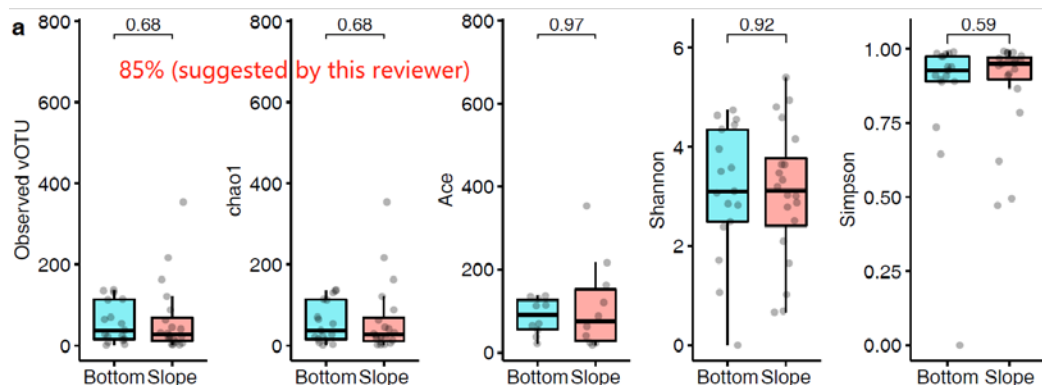 a
0.68
0.68
0.97
0.92
0.59
85% (suggested by this reviewer)
Observed vOTU
800
600
400
200
0
Bottom Slope
chao1
800
600
400
200
0
Bottom Slope
Ace
800
600
400
200
0
Bottom Slope
Shannon
6
4
2
0
Bottom Slope
Simpson
1.00
0.75
0.50
0.25
0.00
Bottom Slope